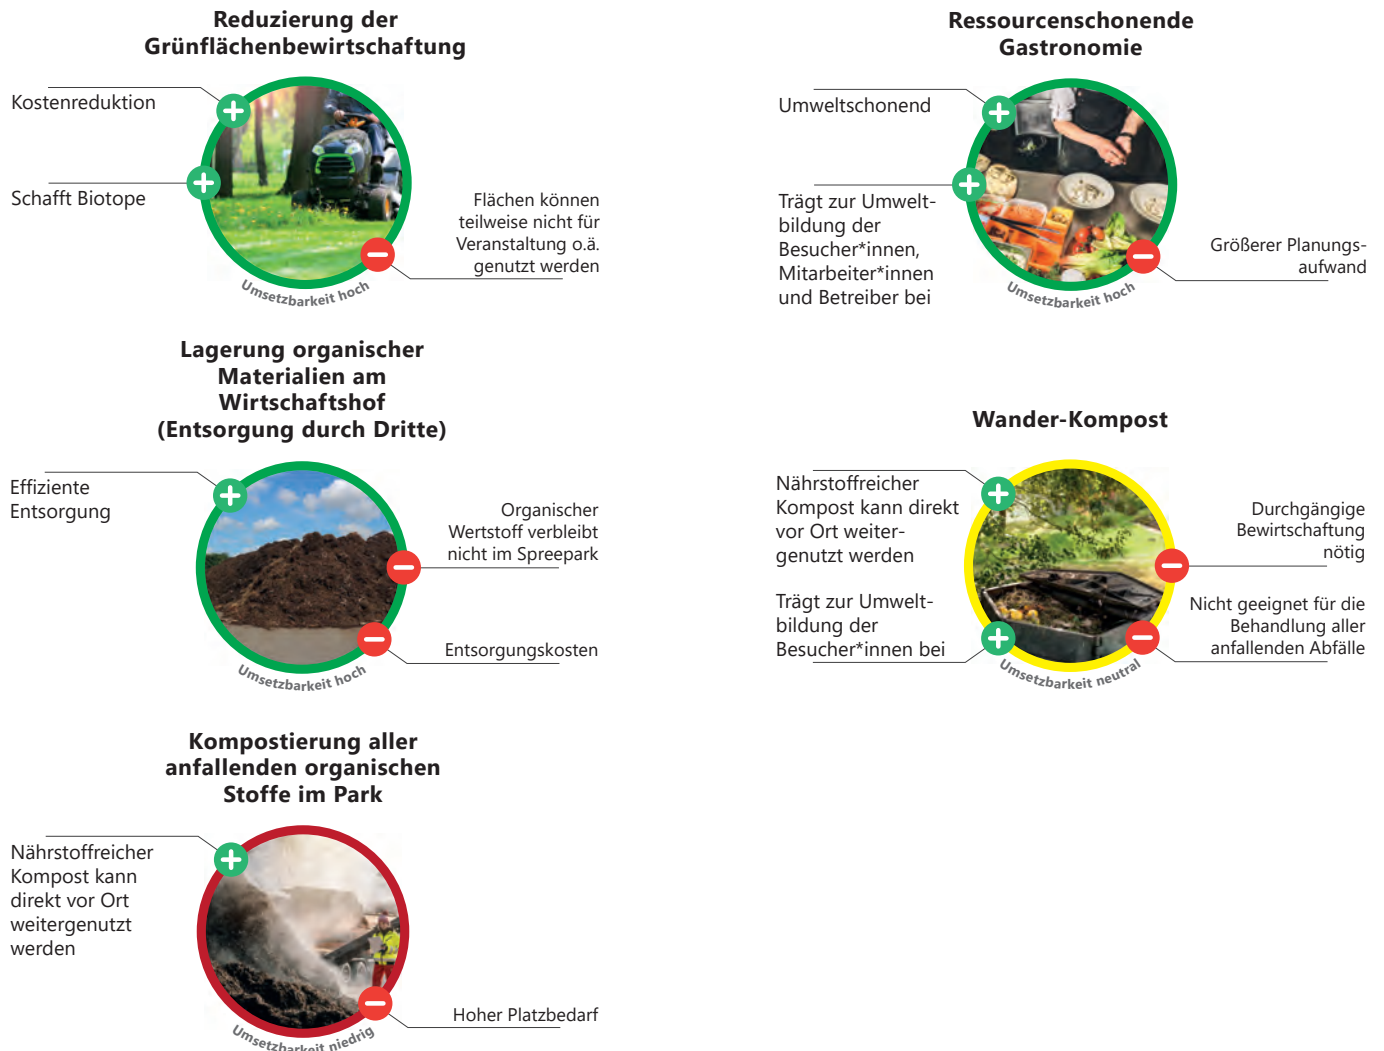 Reduzierung der
Grünflächenbewirtschaftung
Kostenreduktion
Schafft Biotope
Flächen können
teilweise nicht für
Veranstaltung o.ä.
genutzt werden
Umsetzbarkeit hoch
Ressourcenschonende
Gastronomie
Umweltschonend
Trägt zur Umwelt-
bildung der
Besucher*innen,
Mitarbeiter*innen
und Betreiber bei
Größerer Planungs-
aufwand
Umsetzbarkeit hoch
Lagerung organischer
Materialien am
Wirtschaftshof
(Entsorgung durch Dritte)
Effiziente
Entsorgung
Organischer
Wertstoff verbleibt
nicht im Spreepark
Entsorgungskosten
Umsetzbarkeit hoch
Wander-Kompost
Nährstoffreicher
Kompost kann direkt
vor Ort weiter-
genutzt werden
Trägt zur Umwelt-
bildung der
Besucher*innen bei
Durchgängige
Bewirtschaftung
nötig
Nicht geeignet für die
Behandlung aller
anfallenden Abfälle
Umsetzbarkeit neutral
Kompostierung aller
anfallenden organischen
Stoffe im Park
Nährstoffreicher
Kompost kann
direkt vor Ort
weitergenutzt
werden
Hoher Platzbedarf
Umsetzbarkeit niedrig